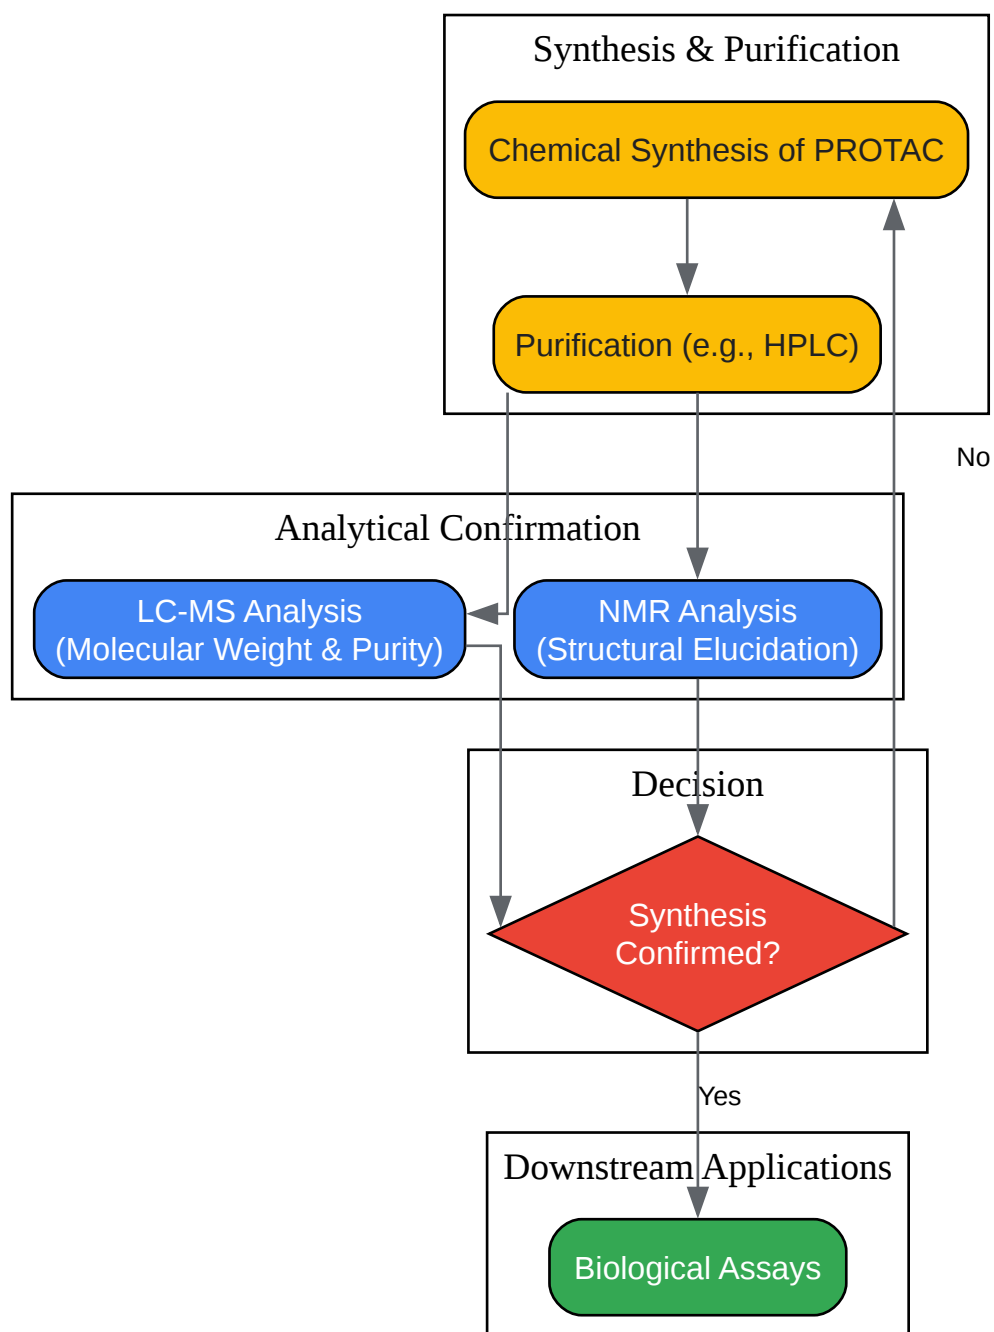 Synthesis & Purification
Chemical Synthesis of PROTAC
Purification (e.g., HPLC)
No
Analytical Confirmation
LC-MS Analysis
(Molecular Weight & Purity)
NMR Analysis
(Structural Elucidation)
Decision
Synthesis
Confirmed?
Yes
Downstream Applications
Biological Assays